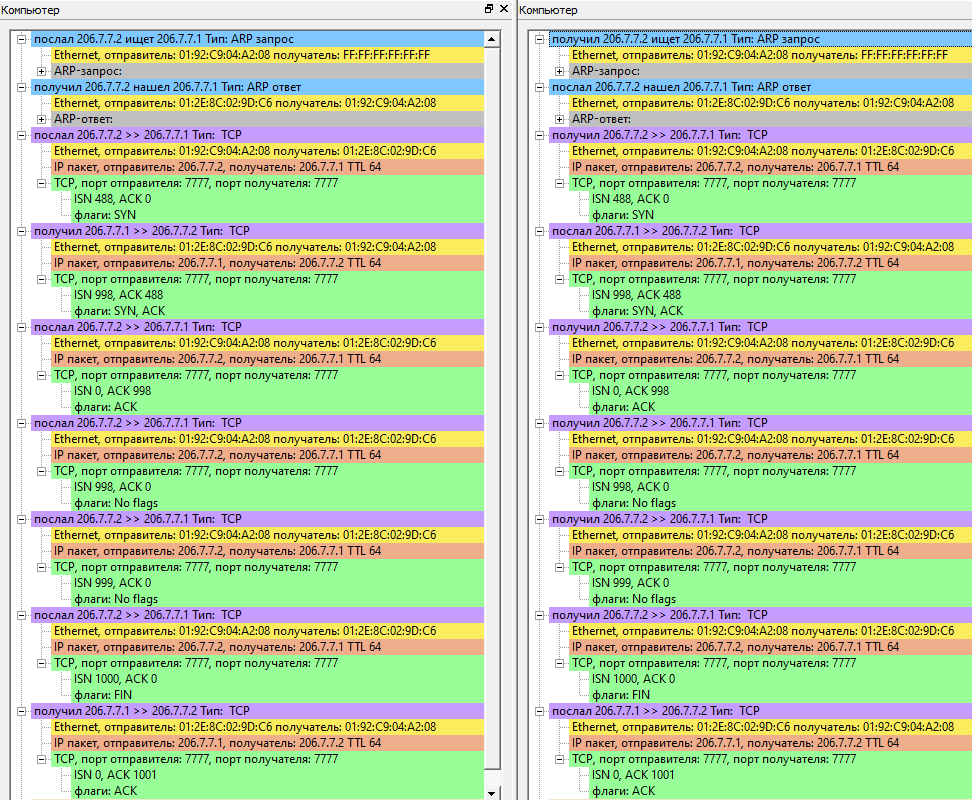 Компьютер
послал 206.7.7.2 ищет 206.7.7.1 Тип: ARP запрос
Ethernet, отправитель: 01:92:C9:04:A2:08 получатель: FF:FF:FF:FF:FF:FF
ARP-запрос:
получил 206.7.7.2 нашел 206.7.7.1 Тип: ARP ответ
Ethernet, отправитель: 01:2E:8C:02:9D:C6 получатель: 01:92:C9:04:A2:08
ARP-ответ:
послал 206.7.7.2 >> 206.7.7.1 Тип: TCP
Ethernet, отправитель: 01:92:C9:04:A2:08 получатель: 01:2E:8C:02:9D:C6
IP пакет, отправитель: 206.7.7.2, получатель: 206.7.7.1 TTL 64
TCP, порт отправителя: 7777, порт получателя: 7777
ISN 488, ACK 0
флаги: SYN
получил 206.7.7.1 >> 206.7.7.2 Тип: TCP
Ethernet, отправитель: 01:2E:8C:02:9D:C6 получатель: 01:92:C9:04:A2:08
IP пакет, отправитель: 206.7.7.1, получатель: 206.7.7.2 TTL 64
TCP, порт отправителя: 7777, порт получателя: 7777
ISN 998, ACK 488
флаги: SYN, ACK
послал 206.7.7.2 >> 206.7.7.1 Тип: TCP
Ethernet, отправитель: 01:92:C9:04:A2:08 получатель: 01:2E:8C:02:9D:C6
IP пакет, отправитель: 206.7.7.2, получатель: 206.7.7.1 TTL 64
TCP, порт отправителя: 7777, порт получателя: 7777
ISN 0, ACK 998
флаги: ACK
послал 206.7.7.2 >> 206.7.7.1 Тип: TCP
Ethernet, отправитель: 01:92:C9:04:A2:08 получатель: 01:2E:8C:02:9D:C6
IP пакет, отправитель: 206.7.7.2, получатель: 206.7.7.1 TTL 64
TCP, порт отправителя: 7777, порт получателя: 7777
ISN 998, ACK 0
флаги: No flags
послал 206.7.7.2 >> 206.7.7.1 Тип: TCP
Ethernet, отправитель: 01:92:C9:04:A2:08 получатель: 01:2E:8C:02:9D:C6
IP пакет, отправитель: 206.7.7.2, получатель: 206.7.7.1 TTL 64
TCP, порт отправителя: 7777, порт получателя: 7777
ISN 999, ACK 0
флаги: No flags
послал 206.7.7.2 >> 206.7.7.1 Тип: TCP
Ethernet, отправитель: 01:92:C9:04:A2:08 получатель: 01:2E:8C:02:9D:C6
IP пакет, отправитель: 206.7.7.2, получатель: 206.7.7.1 TTL 64
TCP, порт отправителя: 7777, порт получателя: 7777
ISN 1000, ACK 0
флаги: FIN
получил 206.7.7.1 >> 206.7.7.2 Тип: TCP
Ethernet, отправитель: 01:2E:8C:02:9D:C6 получатель: 01:92:C9:04:A2:08
IP пакет, отправитель: 206.7.7.1, получатель: 206.7.7.2 TTL 64
TCP, порт отправителя: 7777, порт получателя: 7777
ISN 0, ACK 1001
флаги: ACK
Компьютер
получил 206.7.7.2 ищет 206.7.7.1 Тип: ARP запрос
Ethernet, отправитель: 01:92:C9:04:A2:08 получатель: FF:FF:FF:FF:FF:FF
ARP-запрос:
послал 206.7.7.2 нашел 206.7.7.1 Тип: ARP ответ
Ethernet, отправитель: 01:2E:8C:02:9D:C6 получатель: 01:92:C9:04:A2:08
ARP-ответ:
получил 206.7.7.2 >> 206.7.7.1 Тип: TCP
Ethernet, отправитель: 01:92:C9:04:A2:08 получатель: 01:2E:8C:02:9D:C6
IP пакет, отправитель: 206.7.7.2, получатель: 206.7.7.1 TTL 64
TCP, порт отправителя: 7777, порт получателя: 7777
ISN 488, ACK 0
флаги: SYN
послал 206.7.7.1 >> 206.7.7.2 Тип: TCP
Ethernet, отправитель: 01:2E:8C:02:9D:C6 получатель: 01:92:C9:04:A2:08
IP пакет, отправитель: 206.7.7.1, получатель: 206.7.7.2 TTL 64
TCP, порт отправителя: 7777, порт получателя: 7777
ISN 998, ACK 488
флаги: SYN, ACK
получил 206.7.7.2 >> 206.7.7.1 Тип: TCP
Ethernet, отправитель: 01:92:C9:04:A2:08 получатель: 01:2E:8C:02:9D:C6
IP пакет, отправитель: 206.7.7.2, получатель: 206.7.7.1 TTL 64
TCP, порт отправителя: 7777, порт получателя: 7777
ISN 0, ACK 998
флаги: ACK
получил 206.7.7.2 >> 206.7.7.1 Тип: TCP
Ethernet, отправитель: 01:92:C9:04:A2:08 получатель: 01:2E:8C:02:9D:C6
IP пакет, отправитель: 206.7.7.2, получатель: 206.7.7.1 TTL 64
TCP, порт отправителя: 7777, порт получателя: 7777
ISN 998, ACK 0
флаги: No flags
получил 206.7.7.2 >> 206.7.7.1 Тип: TCP
Ethernet, отправитель: 01:92:C9:04:A2:08 получатель: 01:2E:8C:02:9D:C6
IP пакет, отправитель: 206.7.7.2, получатель: 206.7.7.1 TTL 64
TCP, порт отправителя: 7777, порт получателя: 7777
ISN 999, ACK 0
флаги: No flags
получил 206.7.7.2 >> 206.7.7.1 Тип: TCP
Ethernet, отправитель: 01:92:C9:04:A2:08 получатель: 01:2E:8C:02:9D:C6
IP пакет, отправитель: 206.7.7.2, получатель: 206.7.7.1 TTL 64
TCP, порт отправителя: 7777, порт получателя: 7777
ISN 1000, ACK 0
флаги: FIN
послал 206.7.7.1 >> 206.7.7.2 Тип: TCP
Ethernet, отправитель: 01:2E:8C:02:9D:C6 получатель: 01:92:C9:04:A2:08
IP пакет, отправитель: 206.7.7.1, получатель: 206.7.7.2 TTL 64
TCP, порт отправителя: 7777, порт получателя: 7777
ISN 0, ACK 1001
флаги: ACK